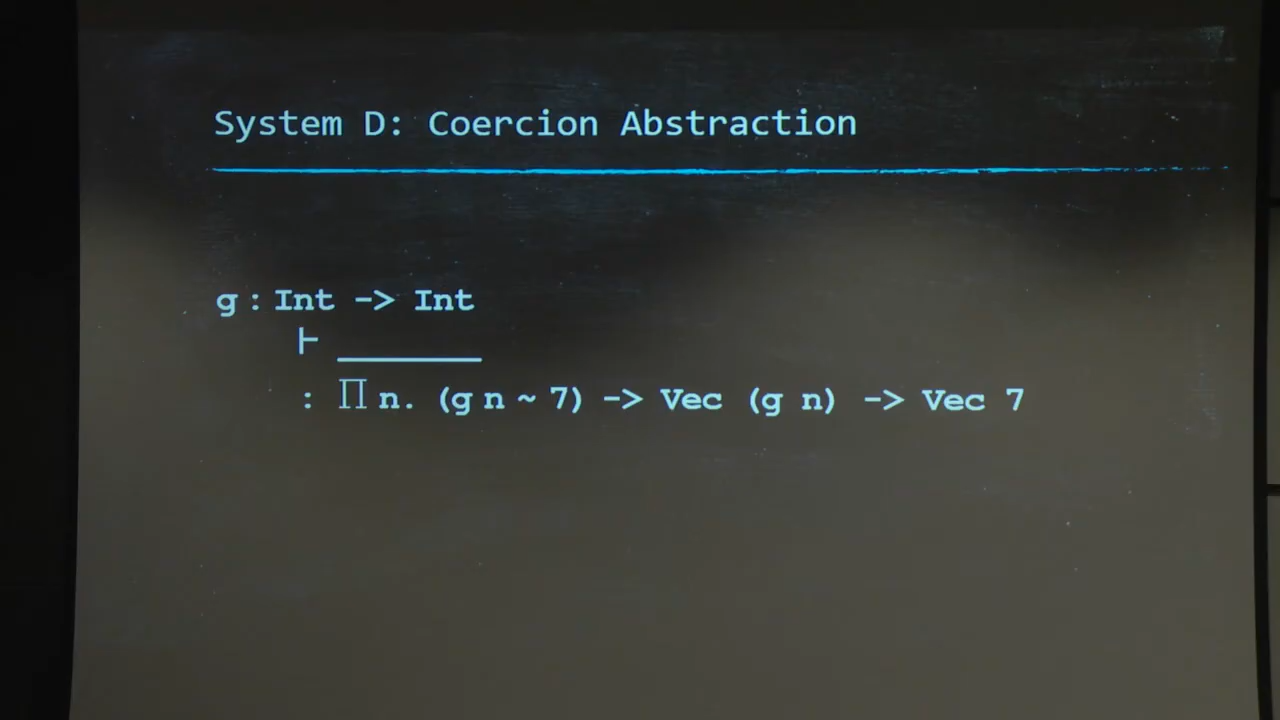 System D: Coercion Abstraction
g : Int -> Int
⊢ ________
: ∏ n. (g n ~ 7) -> Vec (g n) -> Vec 7